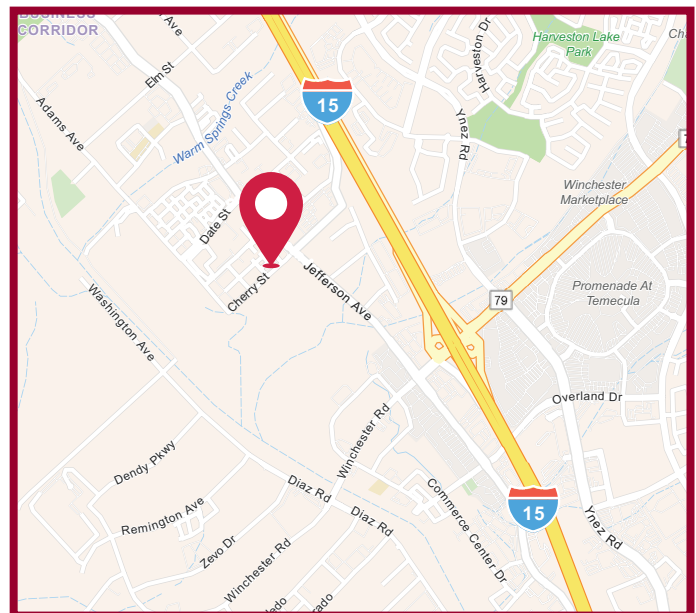 BUSINESS
CORRIDOR
Ave
Elm St
Adams Ave
Warm Springs Creek
15
Harveston Dr
Harveston Lake
Park
Ynez Rd
Winchester
Marketplace
Date St
Cherry St
Jefferson Ave
79
Promenade At
Temecula
Washington Ave
Overland Dr
Winchester Rd
Dendy Pkwy
Diaz Rd
Diaz Rd
Commerce Center Dr
15
Ynez Rd
Remington Ave
Zevo Dr
Winchester Rd